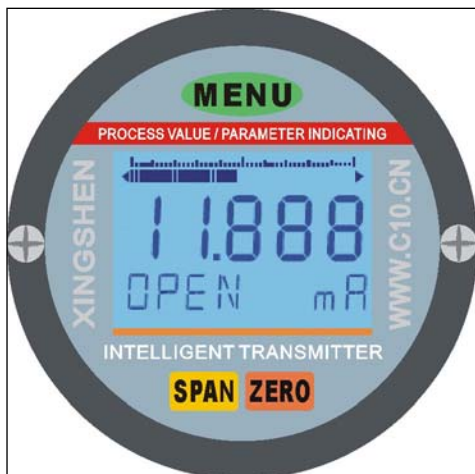 MENU
PROCESS VALUE / PARAMETER INDICATING
XINGSHEN
11.888
OPEN mA
WWW.C10.CN
INTELLIGENT TRANSMITTER
SPAN ZERO